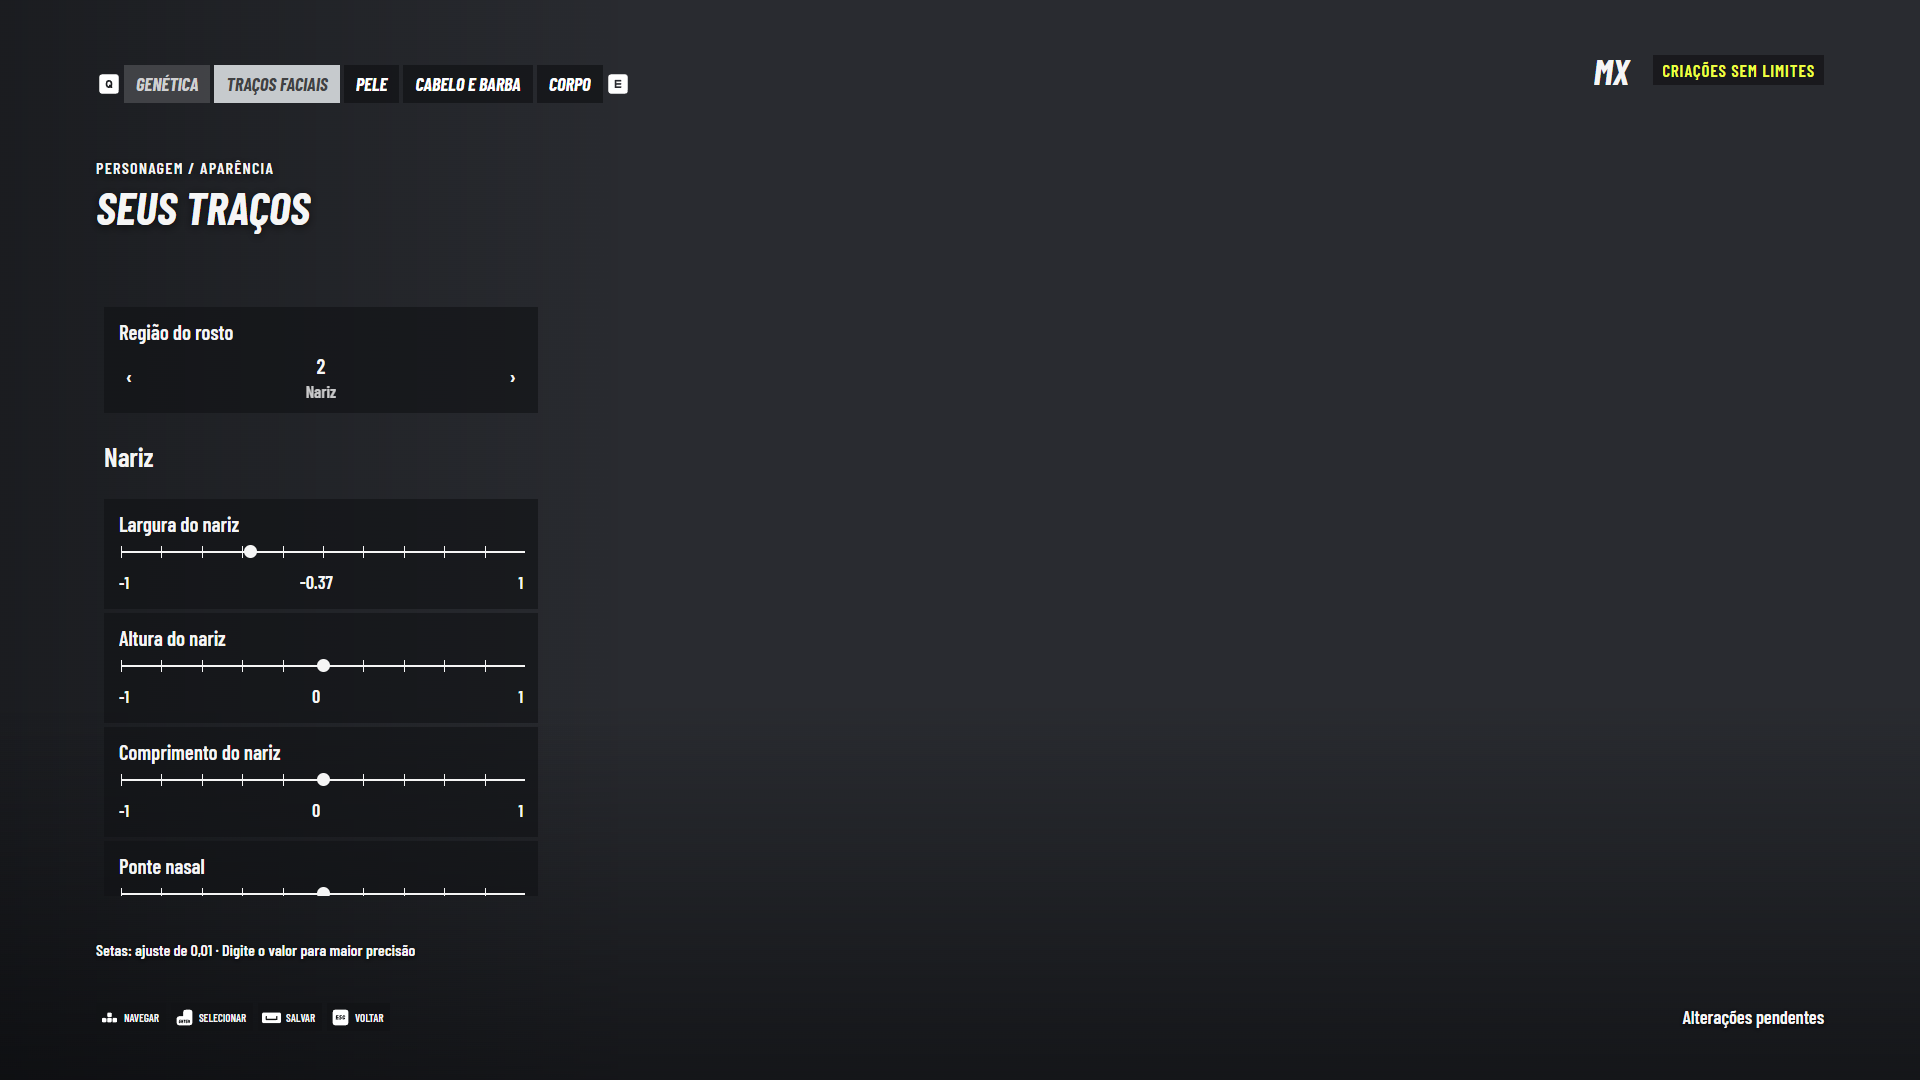 Q GENÉTICA TRAÇOS FACIAIS PELE CABELO E BARBA CORPO E
MX CRIAÇÕES SEM LIMITES
PERSONAGEM / APARÊNCIA
SEUS TRAÇOS
Região do rosto
‹ 2 ›
Nariz
Nariz
Largura do nariz
-1 -0.37 1
Altura do nariz
-1 0 1
Comprimento do nariz
-1 0 1
Ponte nasal
Setas: ajuste de 0,01 · Digite o valor para maior precisão
NAVEGAR ENTER SELECIONAR SALVAR ESC VOLTAR
Alterações pendentes